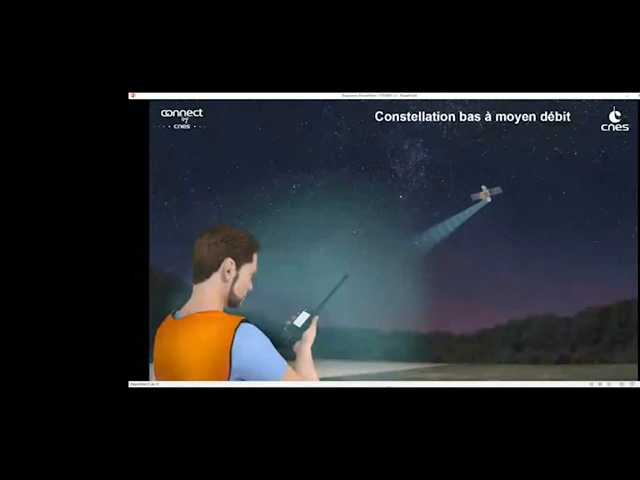 connect
by
cnes
Constellation bas à moyen débit
cnes